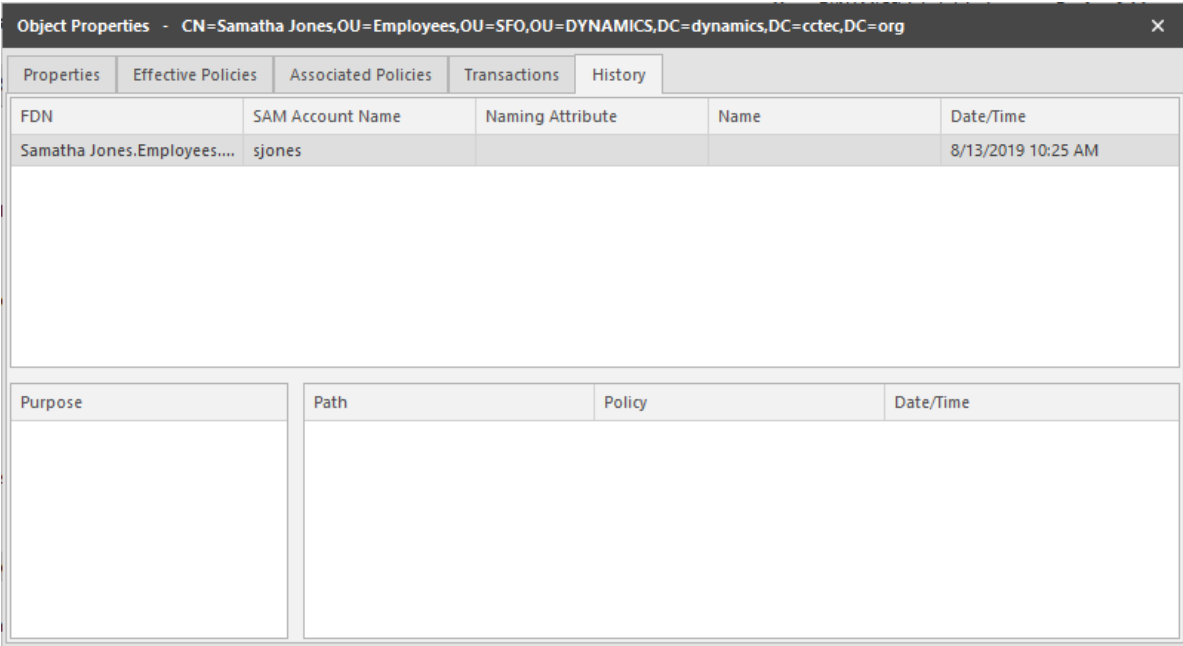 Object Properties - CN=Samatha Jones,OU=Employees,OU=SFO,OU=DYNAMICS,DC=dynamics,DC=cctec,DC=org ×
Properties Effective Policies Associated Policies Transactions History
FDN SAM Account Name Naming Attribute Name Date/Time
Samatha Jones.Employees.... sjones 8/13/2019 10:25 AM
Purpose Path Policy Date/Time